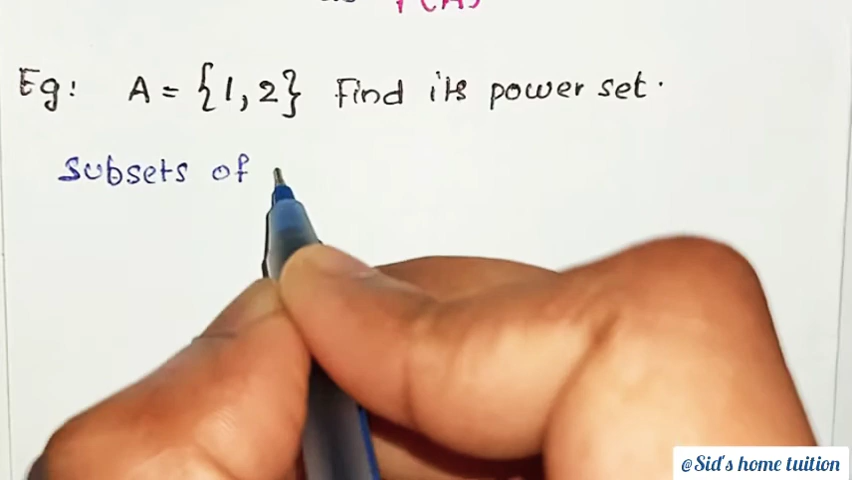 P(A)
Eg: A = {1, 2} Find its power set.
Subsets of
@Sid's home tuition